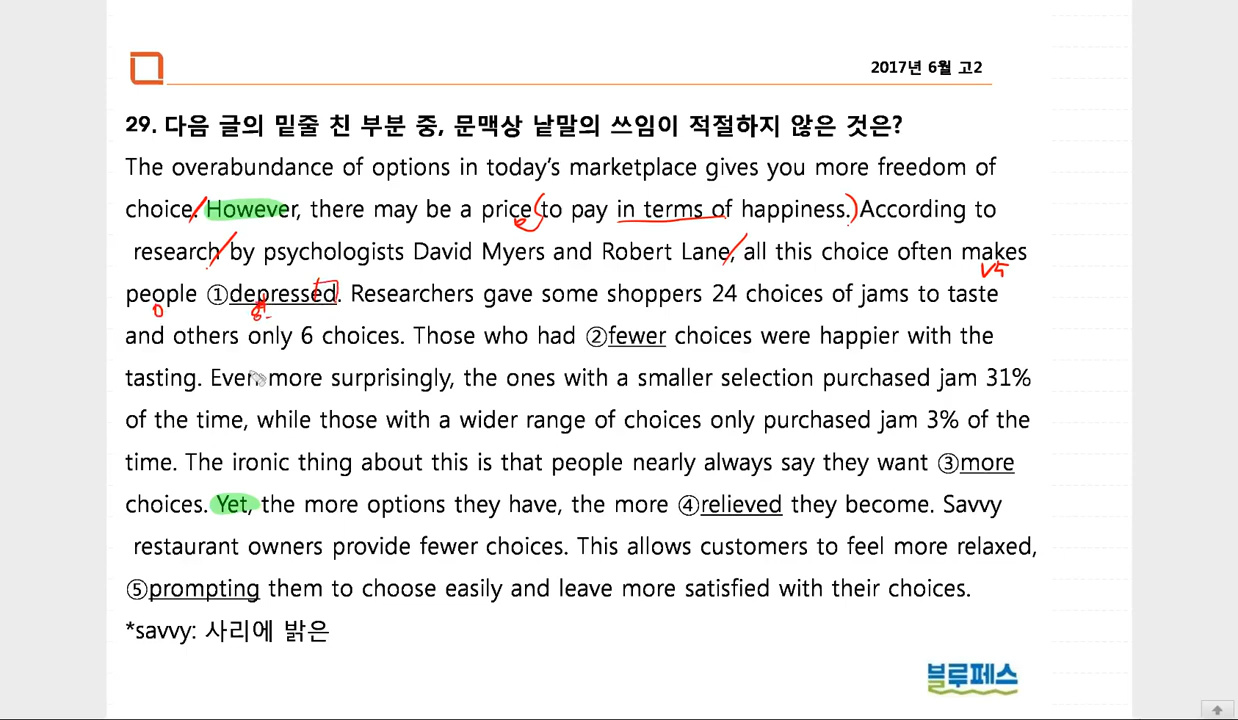 2017년 6월 고2
29. 다음 글의 밑줄 친 부분 중, 문맥상 낱말의 쓰임이 적절하지 않은 것은?
The overabundance of options in today's marketplace gives you more freedom of
choice. However, there may be a price to pay in terms of happiness. According to
research by psychologists David Myers and Robert Lane, all this choice often makes
people ①depressed. Researchers gave some shoppers 24 choices of jams to taste
and others only 6 choices. Those who had ②fewer choices were happier with the
tasting. Even more surprisingly, the ones with a smaller selection purchased jam 31%
of the time, while those with a wider range of choices only purchased jam 3% of the
time. The ironic thing about this is that people nearly always say they want ③more
choices. Yet, the more options they have, the more ④relieved they become. Savvy
restaurant owners provide fewer choices. This allows customers to feel more relaxed,
⑤prompting them to choose easily and leave more satisfied with their choices.
*savvy: 사리에 밝은
블루페스